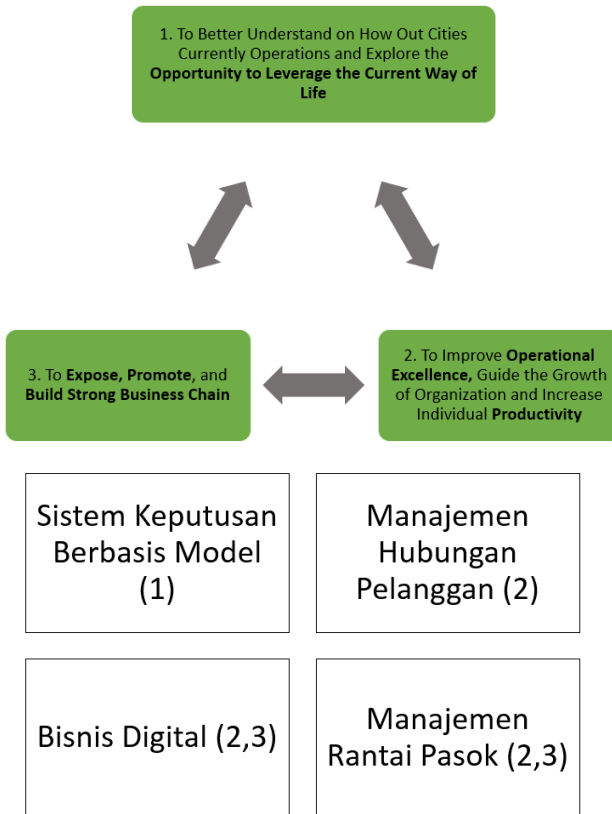 1. To Better Understand on How Out Cities
Currently Operations and Explore the
Opportunity to Leverage the Current Way of
Life
3. To Expose, Promote, and
Build Strong Business Chain
2. To Improve Operational
Excellence, Guide the Growth
of Organization and Increase
Individual Productivity
Sistem Keputusan
Berbasis Model
(1)
Manajemen
Hubungan
Pelanggan (2)
Bisnis Digital (2,3)
Manajemen
Rantai Pasok (2,3)